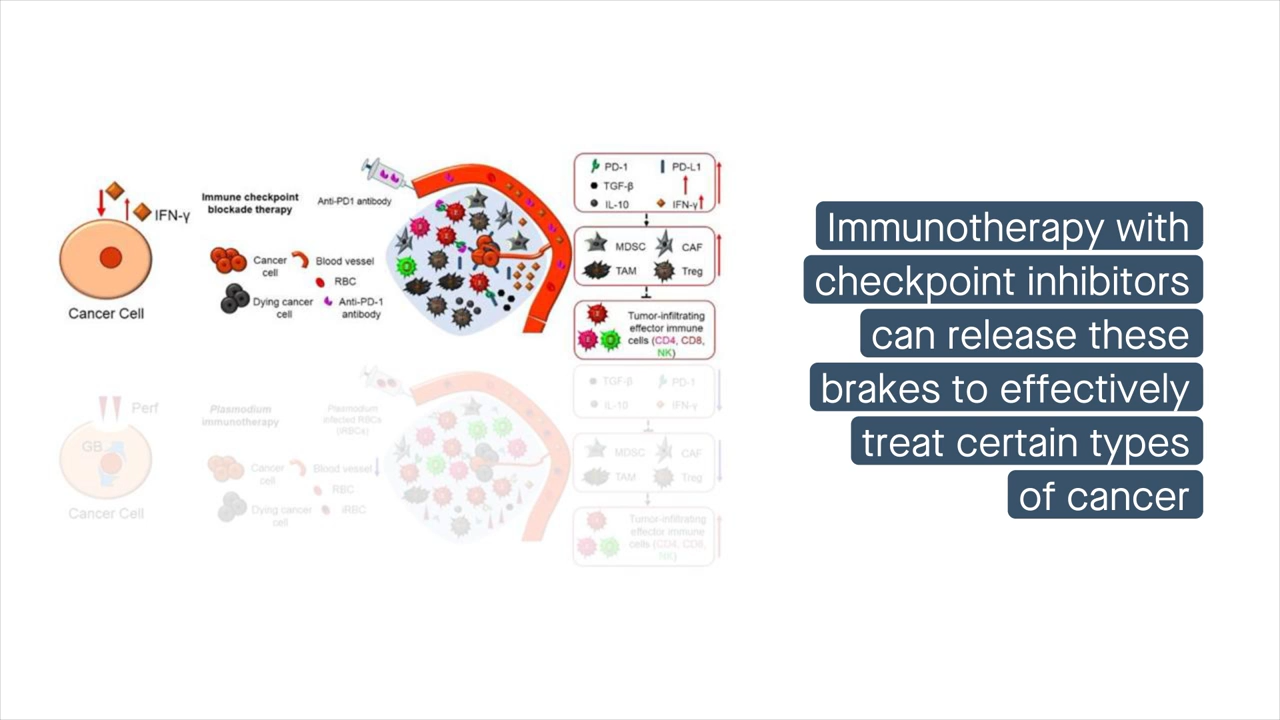 IFN-γ
Cancer Cell
Immune checkpoint
blockade therapy
Anti-PD1 antibody
Cancer
cell
Blood vessel
RBC
Dying cancer
cell
Anti-PD-1
antibody
PD-1
PD-L1
TGF-β
IL-10
IFN-γ
MDSC
CAF
TAM
Treg
Tumor-infiltrating
effector immune
cells (CD4, CD8,
NK)
Perf
GB
Cancer Cell
Plasmodium
immunotherapy
Plasmodium
infected RBCs
(iRBCs)
Cancer
cell
Blood vessel
RBC
Dying cancer
cell
iRBC
TGF-β
PD-1
IL-10
IFN-γ
MDSC
CAF
TAM
Treg
Tumor-infiltrating
effector immune
cells (CD4, CD8,
NK)
Immunotherapy with
checkpoint inhibitors
can release these
brakes to effectively
treat certain types
of cancer